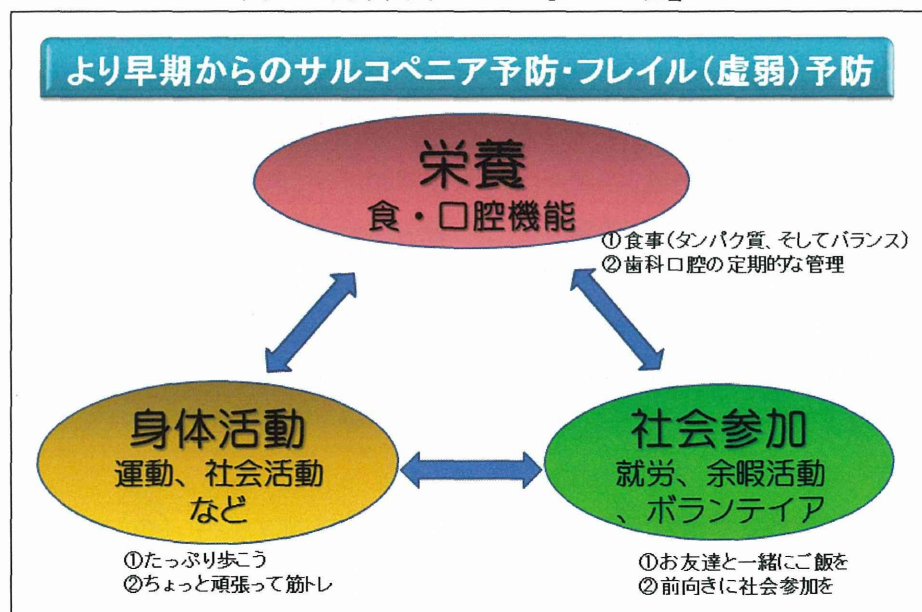 より早期からのサルコペニア予防・フレイル(虚弱)予防
栄養
食・口腔機能
①食事(タンパク質、そしてバランス)
②歯科口腔の定期的な管理
身体活動
運動、社会活動
など
①たっぷり歩こう
②ちょっと頑張って筋トレ
社会参加
就労、余暇活動
、ボランテイア
①お友達と一緒にご飯を
②前向きに社会参加を